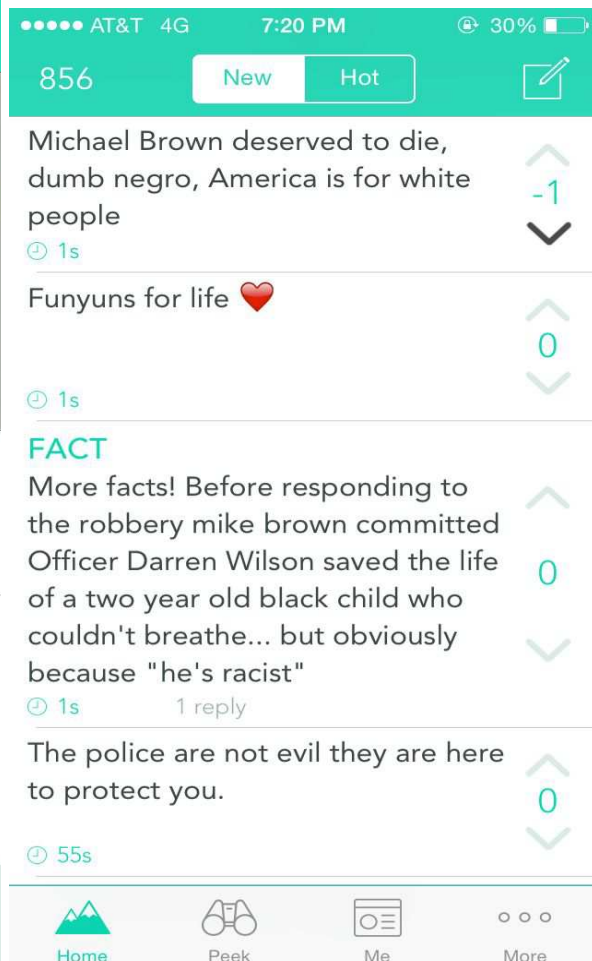 AT&T 4G 7:20 PM 30%
856 New Hot
Michael Brown deserved to die,
dumb negro, America is for white
people
-1
1s
Funyuns for life ❤️
0
1s
FACT
More facts! Before responding to
the robbery mike brown committed
Officer Darren Wilson saved the life
of a two year old black child who
couldn't breathe... but obviously
because "he's racist"
0
1s 1 reply
The police are not evil they are here
to protect you.
0
55s
Home Peek Me More